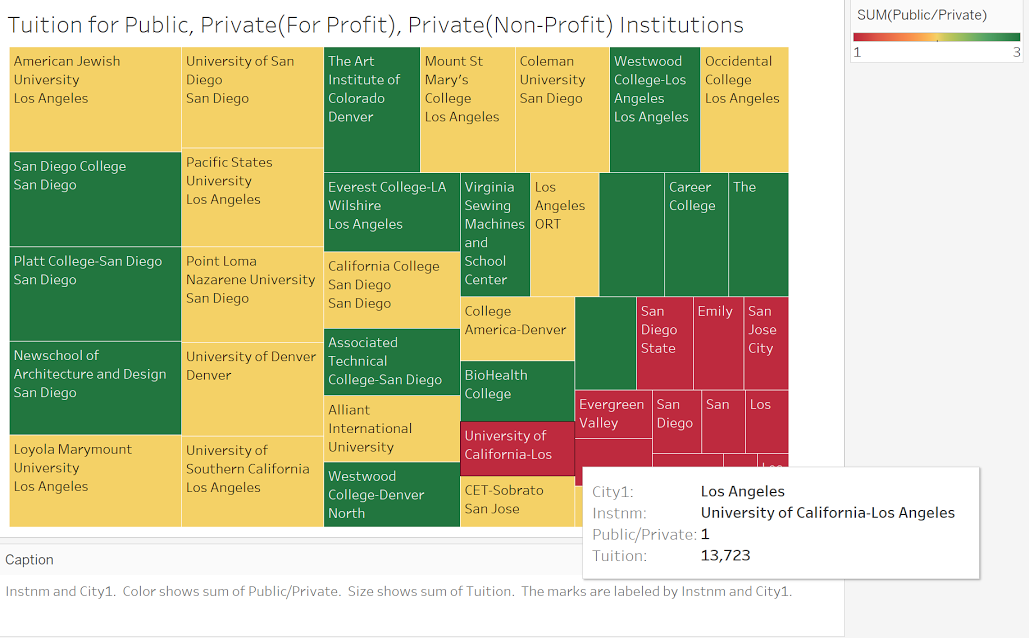 Tuition for Public, Private(For Profit), Private(Non-Profit) Institutions
SUM(Public/Private)
1
3
American Jewish
University
Los Angeles
San Diego College
San Diego
Platt College-San Diego
San Diego
Newschool of
Architecture and Design
San Diego
Loyola Marymount
University
Los Angeles
University of San
Diego
San Diego
Pacific States
University
Los Angeles
Point Loma
Nazarene University
San Diego
University of Denver
Denver
University of
Southern California
Los Angeles
The Art
Institute of
Colorado
Denver
Mount St
Mary's
College
Los Angeles
Coleman
University
San Diego
Westwood
College-Los
Angeles
Los Angeles
Occidental
College
Los Angeles
Everest College-LA
Wilshire
Los Angeles
California College
San Diego
San Diego
Associated
Technical
College-San Diego
Alliant
International
University
Westwood
College-Denver
North
Virginia
Sewing
Machines
and
School
Center
Los
Angeles
ORT
Career
College
The
College
America-Denver
BioHealth
College
University of
California-Los
CET-Sobrato
San Jose
San
Diego
State
Emily
San
Jose
City
Evergreen
Valley
San
Diego
San
Los
City1: Los Angeles
Instnm: University of California-Los Angeles
Public/Private: 1
Tuition: 13,723
Caption
Instnm and City1.  Color shows sum of Public/Private.  Size shows sum of Tuition.  The marks are labeled by Instnm and City1.